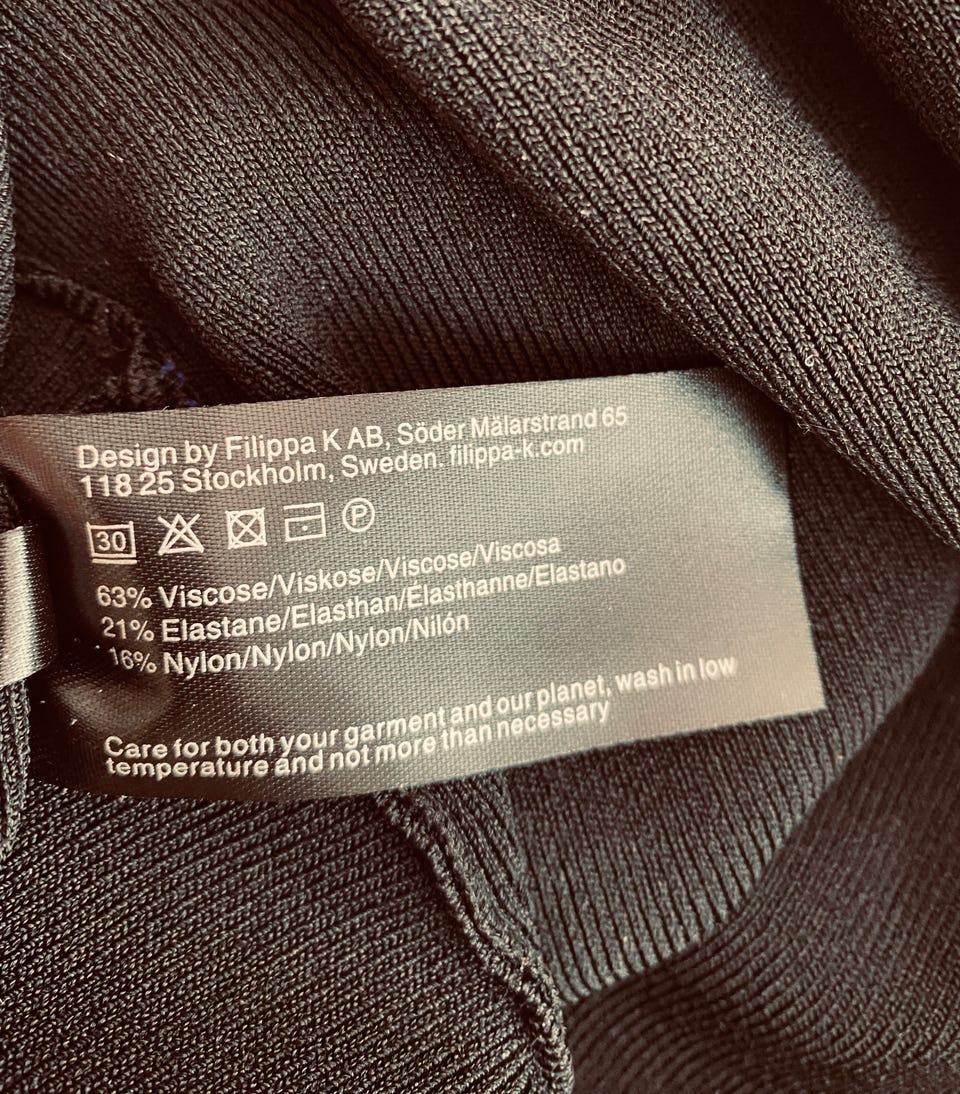 Design by Filippa K AB, Söder Mälarstrand 65
118 25 Stockholm, Sweden. filippa-k.com
30 P
63% Viscose/Viskose/Viscose/Viscosa
21% Elastane/Elasthan/Élasthanne/Elastano
16% Nylon/Nylon/Nylon/Nilón
Care for both your garment and our planet, wash in low
temperature and not more than necessary